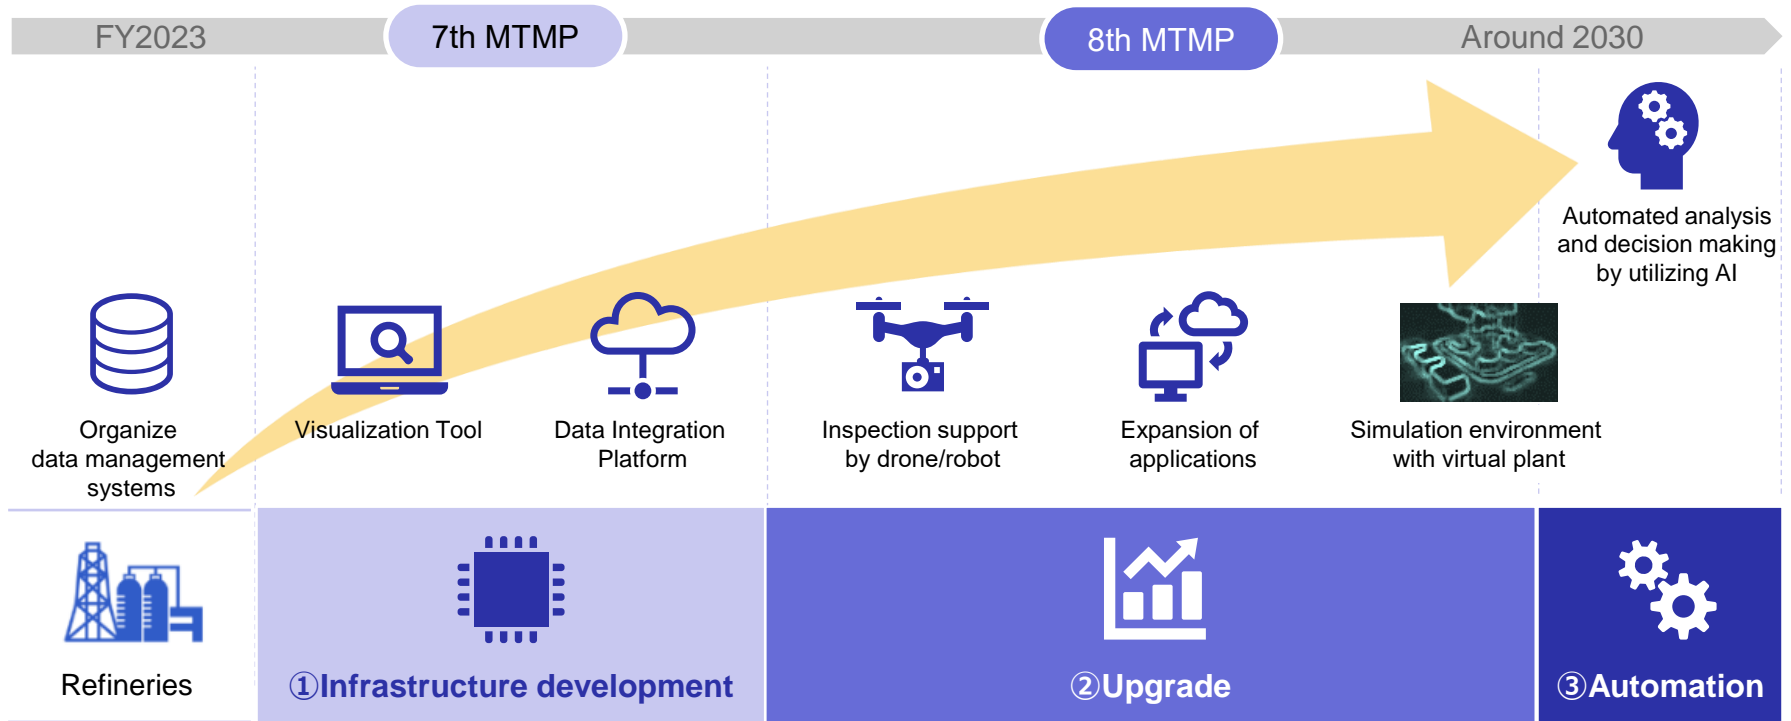 FY2023
7th MTMP
8th MTMP
Around 2030
Automated analysis
and decision making
by utilizing AI
Organize
data management
systems
Visualization Tool
Data Integration
Platform
Inspection support
by drone/robot
Expansion of
applications
Simulation environment
with virtual plant
Refineries
①Infrastructure development
②Upgrade
③Automation